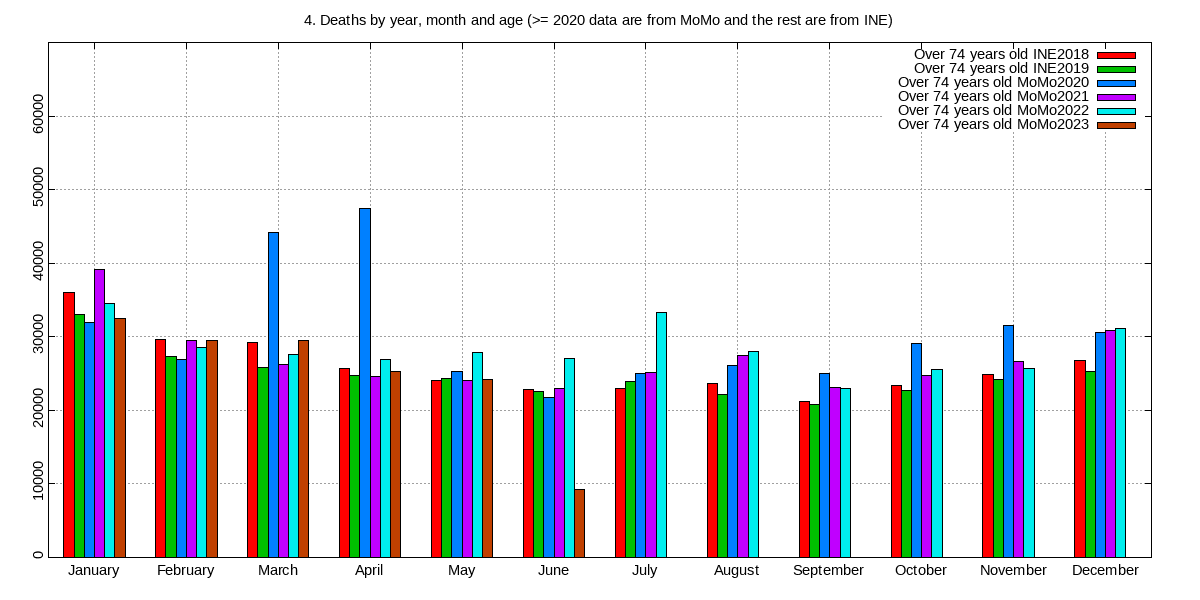 4. Deaths by year, month and age (>= 2020 data are from MoMo and the rest are from INE)
Over 74 years old INE2018
Over 74 years old INE2019
Over 74 years old MoMo2020
Over 74 years old MoMo2021
Over 74 years old MoMo2022
Over 74 years old MoMo2023
60000
50000
40000
30000
20000
10000
0
January February March April May June July August September October November December